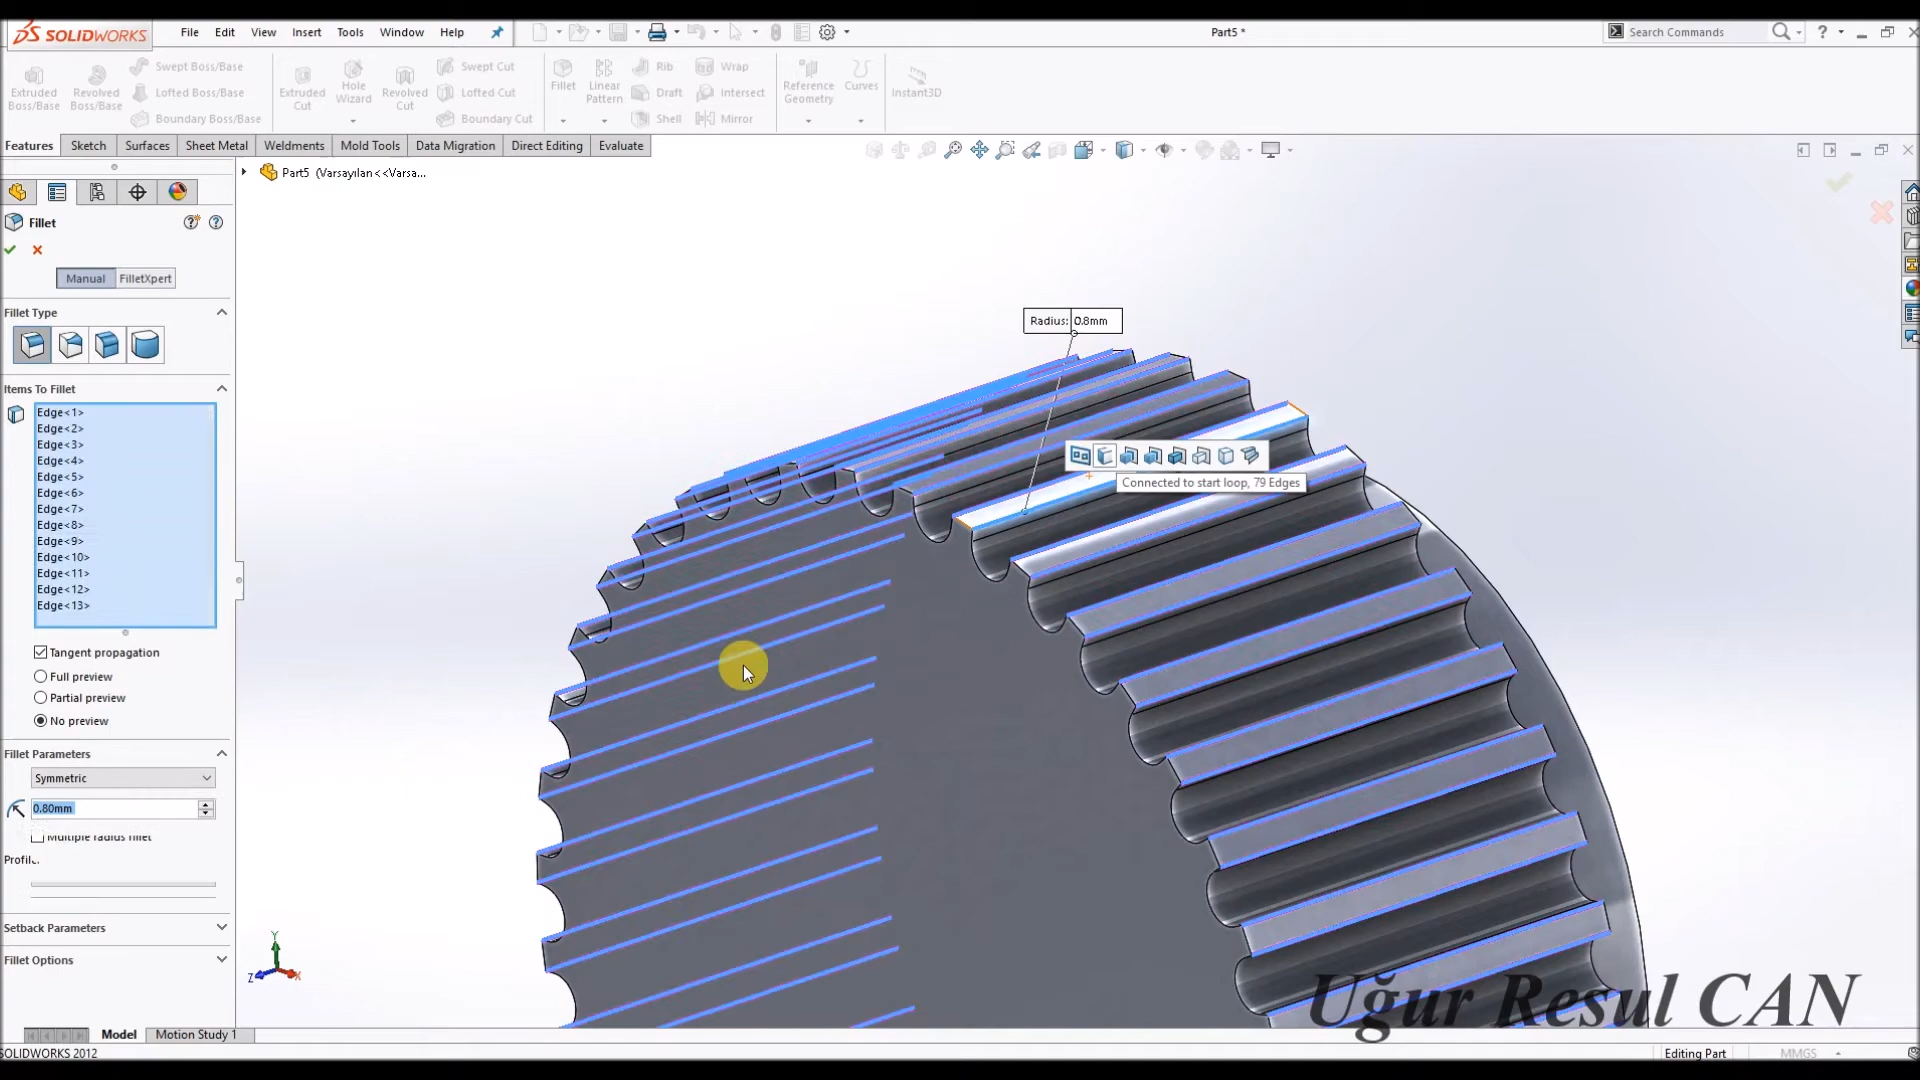 SOLIDWORKS File Edit View Insert Tools Window Help Part5 * Search Commands
Extruded Boss/Base Revolved Boss/Base Swept Boss/Base Lofted Boss/Base Boundary Boss/Base Extruded Cut Hole Wizard Revolved Cut Swept Cut Lofted Cut Boundary Cut Fillet Linear Pattern Rib Draft Shell Wrap Intersect Mirror Reference Geometry Curves Instant3D
Features Sketch Surfaces Sheet Metal Weldments Mold Tools Data Migration Direct Editing Evaluate
Part5 (Varsayılan<<Varsa...
Fillet
Manual FilletXpert
Fillet Type
Items To Fillet
Edge<1>
Edge<2>
Edge<3>
Edge<4>
Edge<5>
Edge<6>
Edge<7>
Edge<8>
Edge<9>
Edge<10>
Edge<11>
Edge<12>
Edge<13>
Tangent propagation
Full preview
Partial preview
No preview
Fillet Parameters
Symmetric
0.80mm
Multiple radius fillet
Setback Parameters
Fillet Options
Radius: 0.8mm
Connected to start loop, 79 Edges
Y
Z X
Uğur Resul CAN
Model Motion Study 1
SOLIDWORKS 2012 Editing Part MMGS